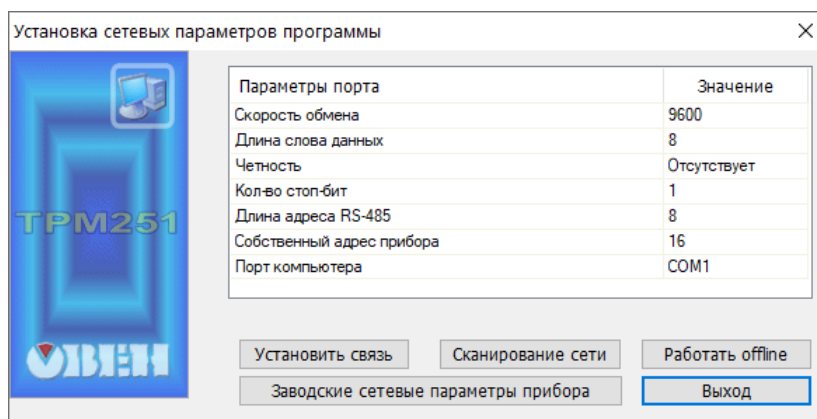 Установка сетевых параметров программы
Параметры порта Значение
Скорость обмена 9600
Длина слова данных 8
Четность Отсутствует
Кол-во стоп-бит 1
Длина адреса RS-485 8
Собственный адрес прибора 16
Порт компьютера COM1
ТРМ251
ОВЕН
Установить связь Сканирование сети Работать offline
Заводские сетевые параметры прибора Выход